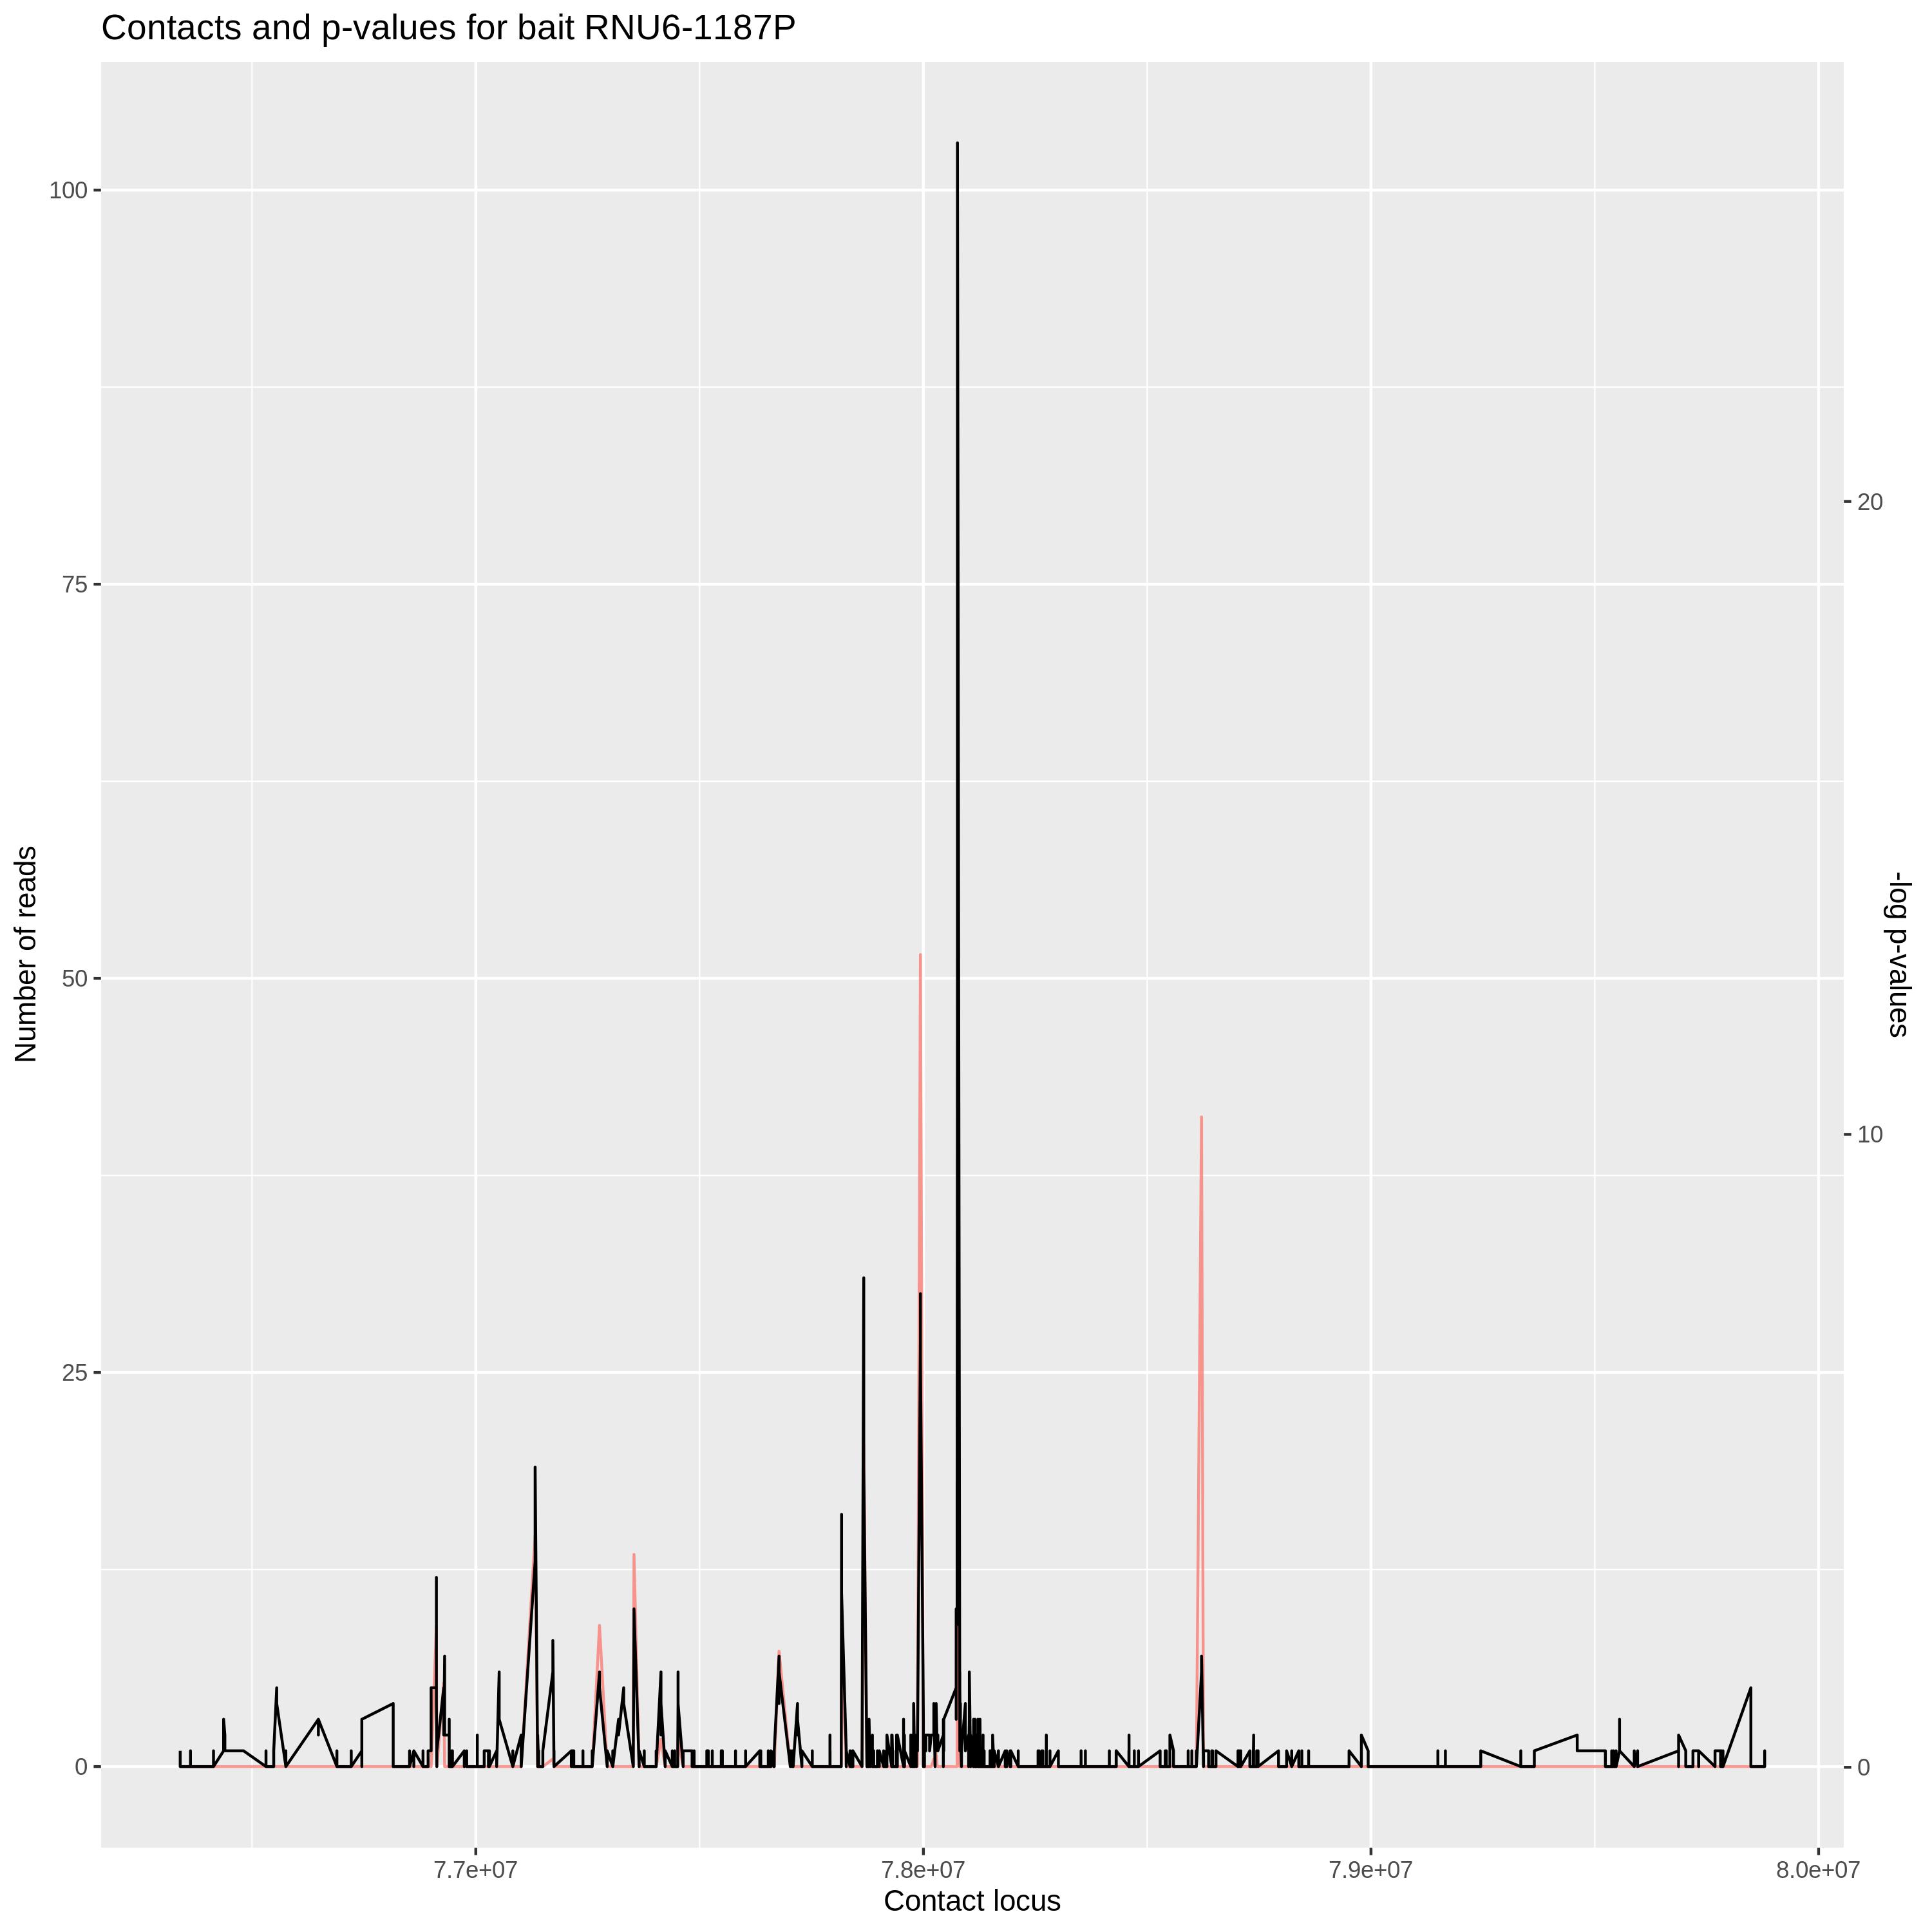 Contacts and p-values for bait RNU6-1187P
100
75
50
25
0
Number of reads
20
10
0
-log p-values
7.7e+07
7.8e+07
7.9e+07
8.0e+07
Contact locus